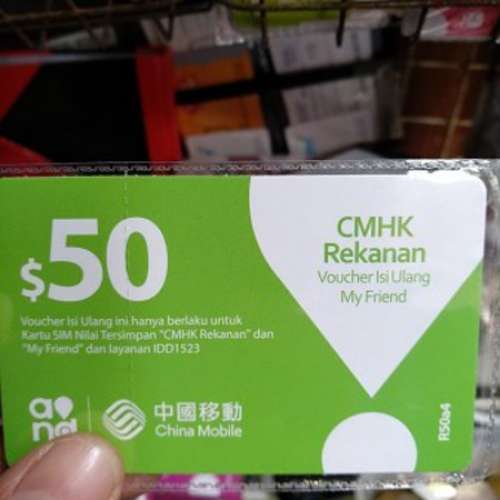 $50
CMHK
Rekanan
Voucher Isi Ulang
My Friend
Voucher Isi Ulang ini hanya berlaku untuk
Kartu SIM Nilai Tersimpan "CMHK Rekanan" dan
"My Friend" dan layanan IDD1523
中國移動
China Mobile
R50a4